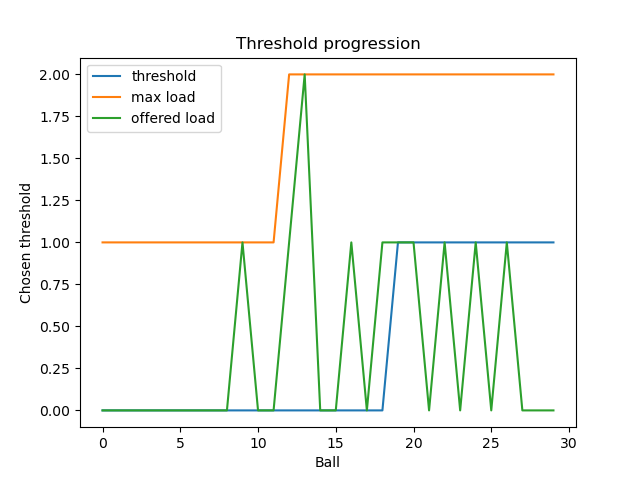 Threshold progression
threshold
max load
offered load
Chosen threshold
2.00
1.75
1.50
1.25
1.00
0.75
0.50
0.25
0.00
0 5 10 15 20 25 30
Ball